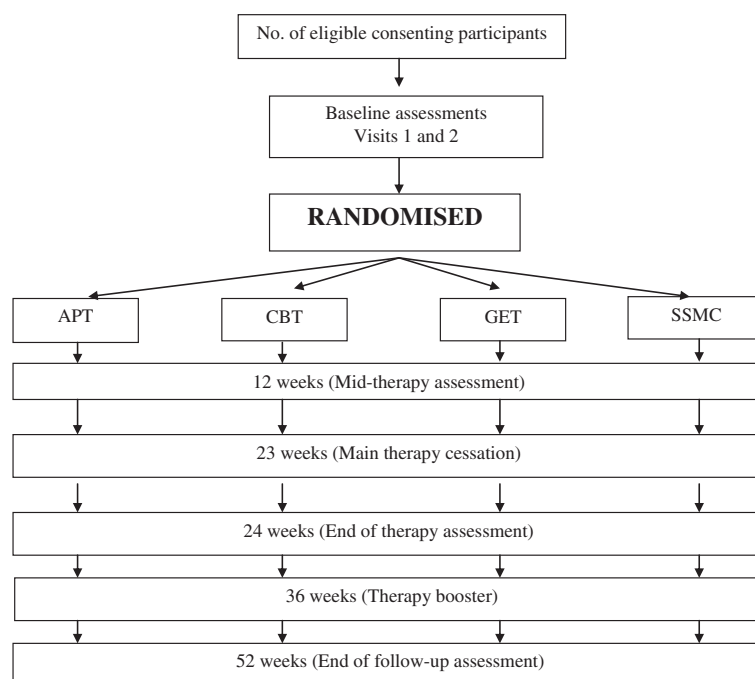 No. of eligible consenting participants
Baseline assessments
Visits 1 and 2
RANDOMISED
APT
CBT
GET
SSMC
12 weeks (Mid-therapy assessment)
23 weeks (Main therapy cessation)
24 weeks (End of therapy assessment)
36 weeks (Therapy booster)
52 weeks (End of follow-up assessment)